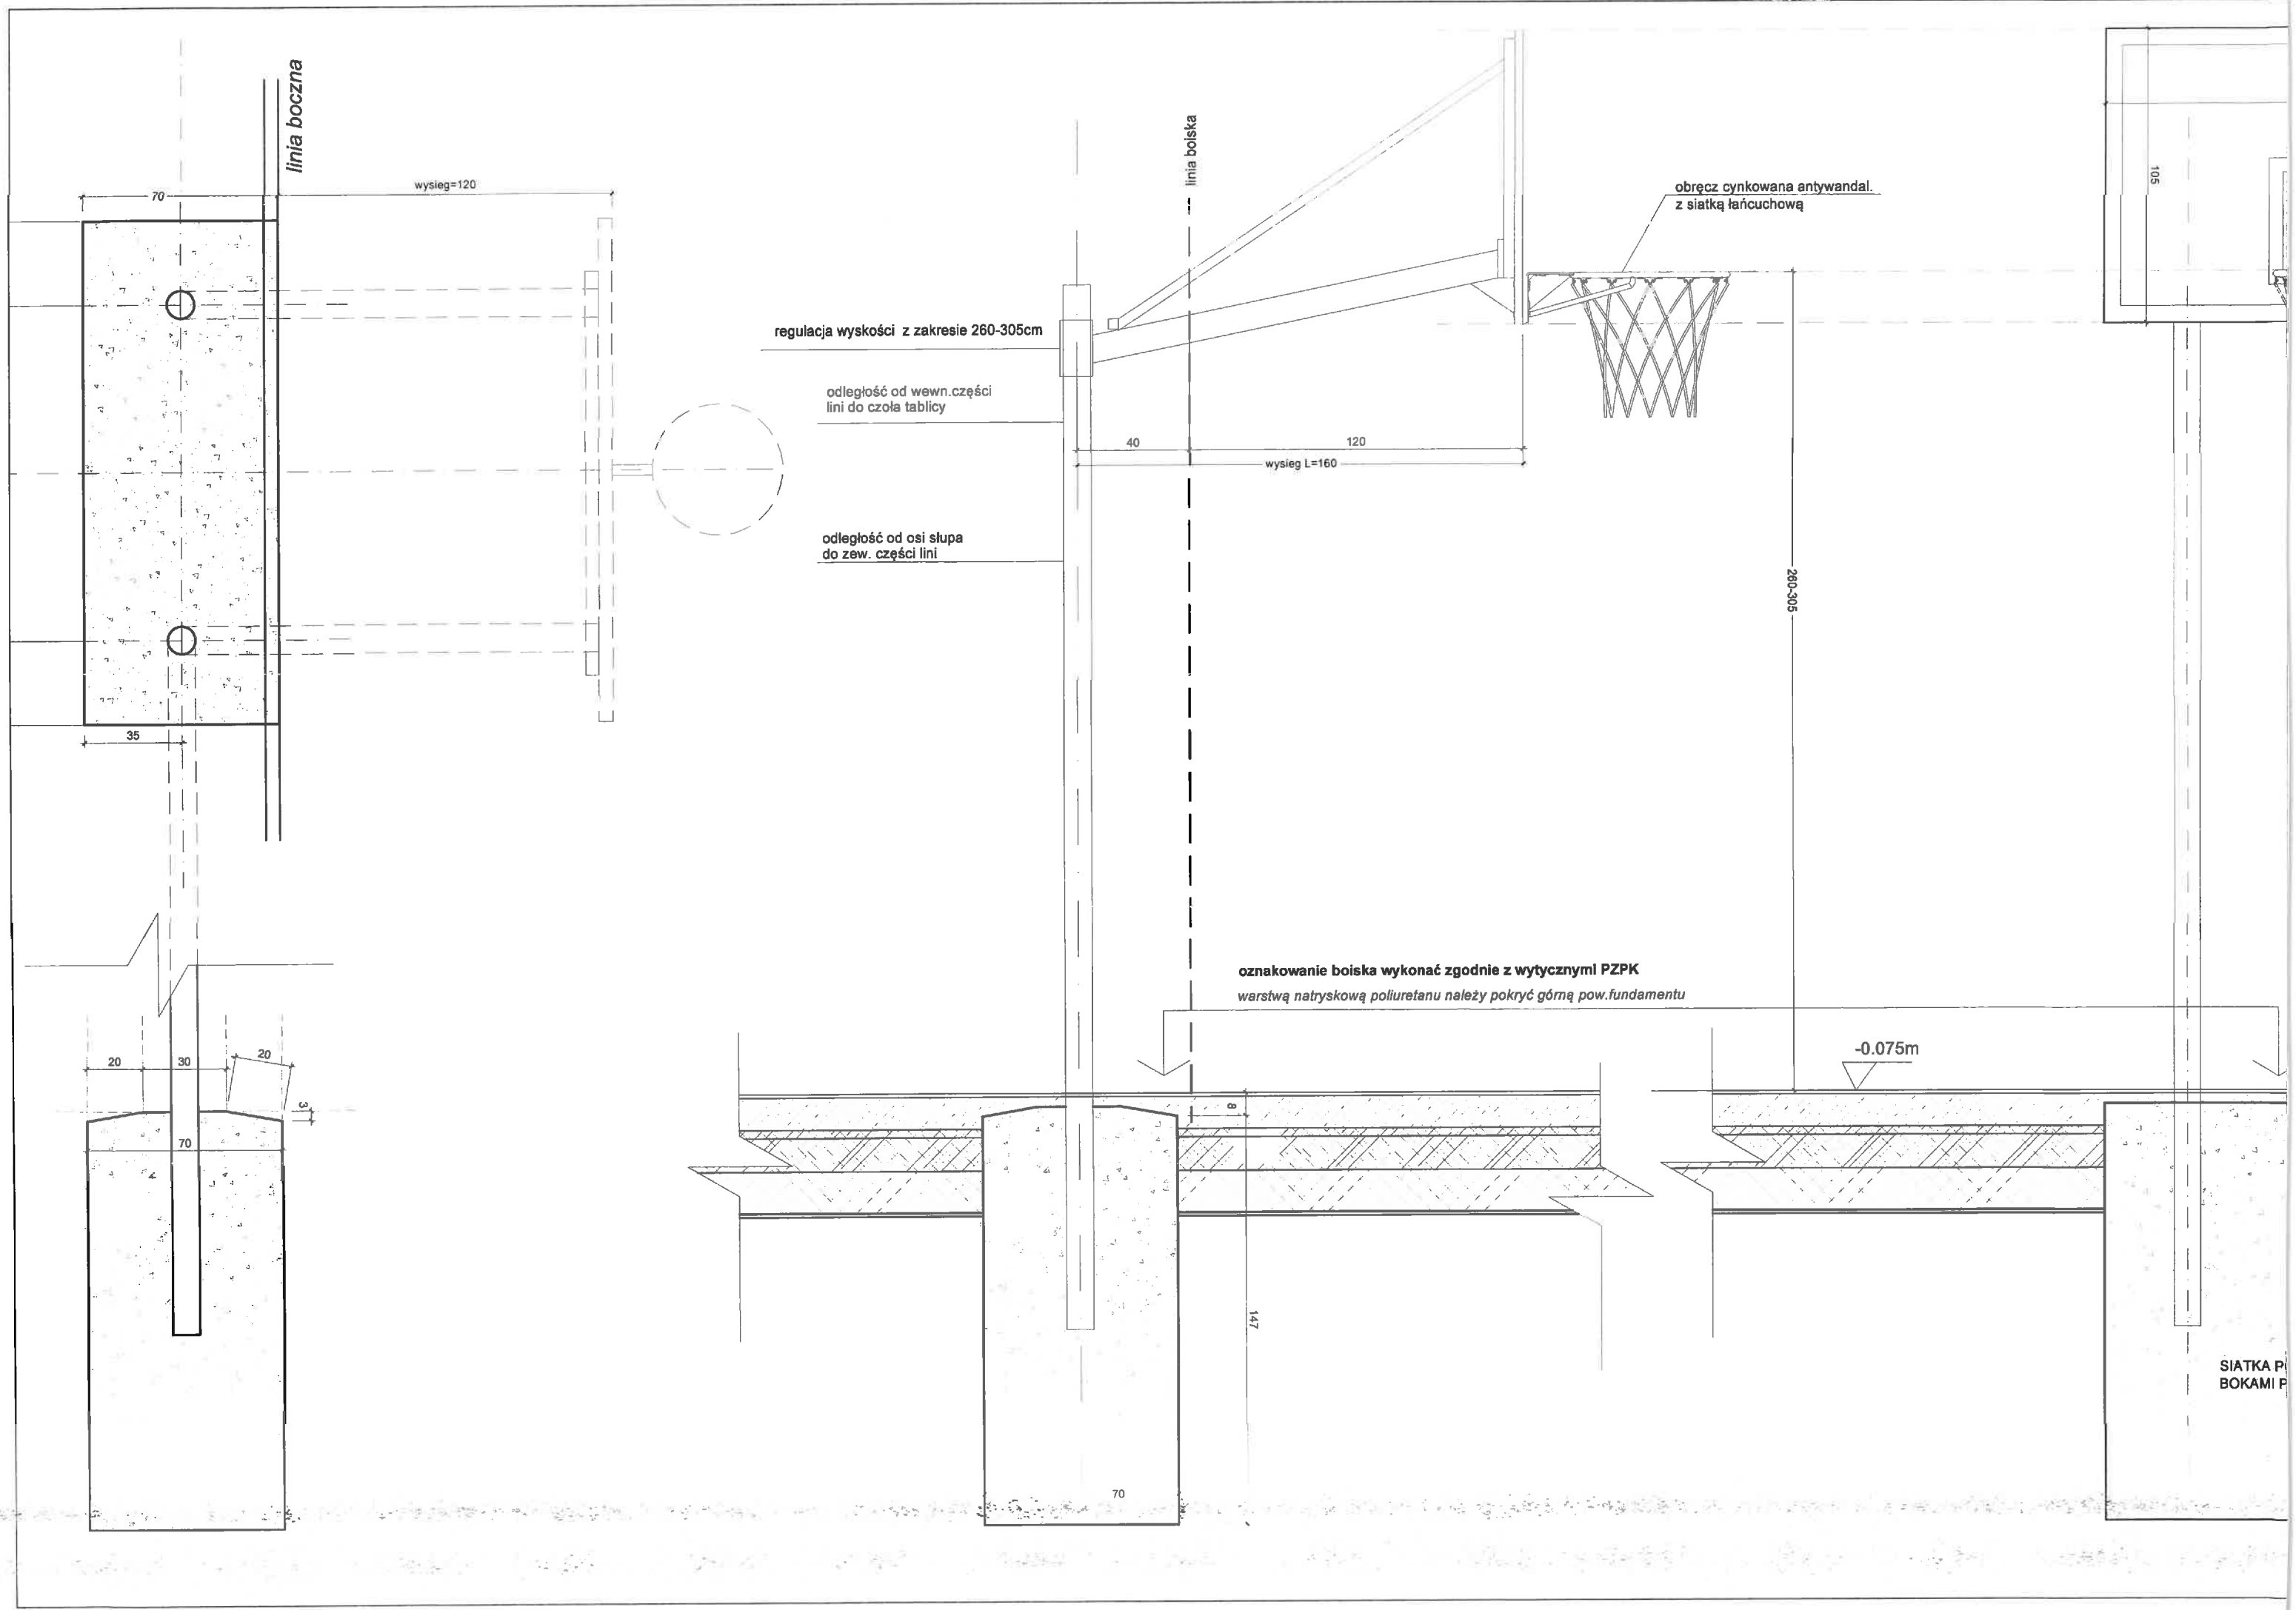 linia boczna
70
wysieg=120
35
20
30
20
3
70
linia boiska
obręcz cynkowana antywandal.
z siatką łańcuchową
105
regulacja wyskości z zakresie 260-305cm
odległość od wewn.części
lini do czoła tablicy
40
120
wysieg L=160
odległość od osi słupa
do zew. części lini
260-305
oznakowanie boiska wykonać zgodnie z wytycznymi PZPK
warstwą natryskową poliuretanu należy pokryć górną pow.fundamentu
-0.075m
8
147
70
SIATKA
BOKAMI